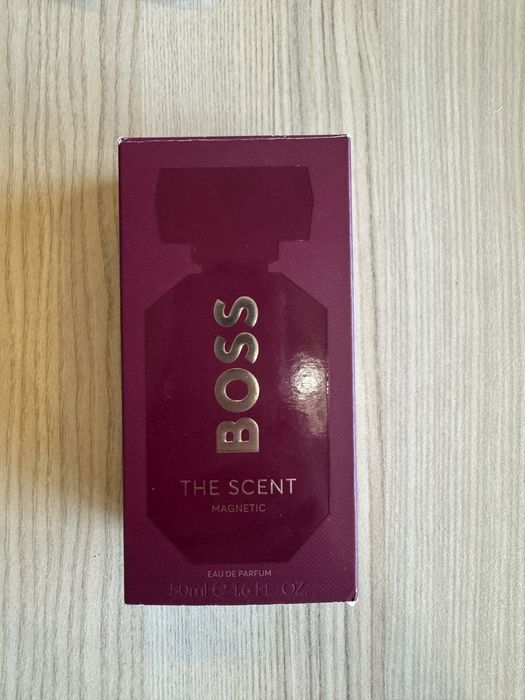 BOSS
THE SCENT
MAGNETIC
EAU DE PARFUM
50ml e 1.6 FL. OZ